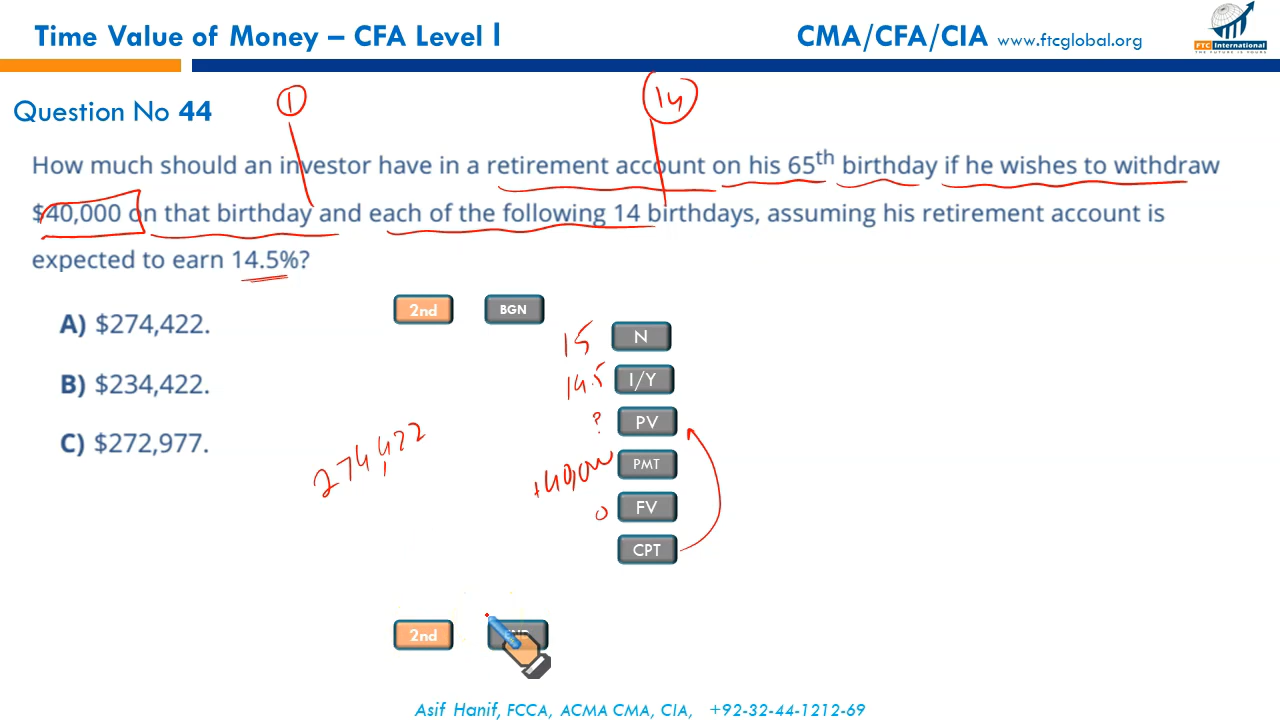 Time Value of Money – CFA Level I
CMA/CFA/CIA www.ftcglobal.org
FTC International
Question No 44
1
14
How much should an investor have in a retirement account on his 65th birthday if he wishes to withdraw
$40,000 on that birthday and each of the following 14 birthdays, assuming his retirement account is
expected to earn 14.5%?
A) $274,422.
B) $234,422.
C) $272,977.
2nd BGN
15 N
14.5 I/Y
? PV
+40,000 PMT
0 FV
CPT
274,422
2nd
Asif Hanif, FCCA, ACMA CMA, CIA, +92-32-44-1212-69